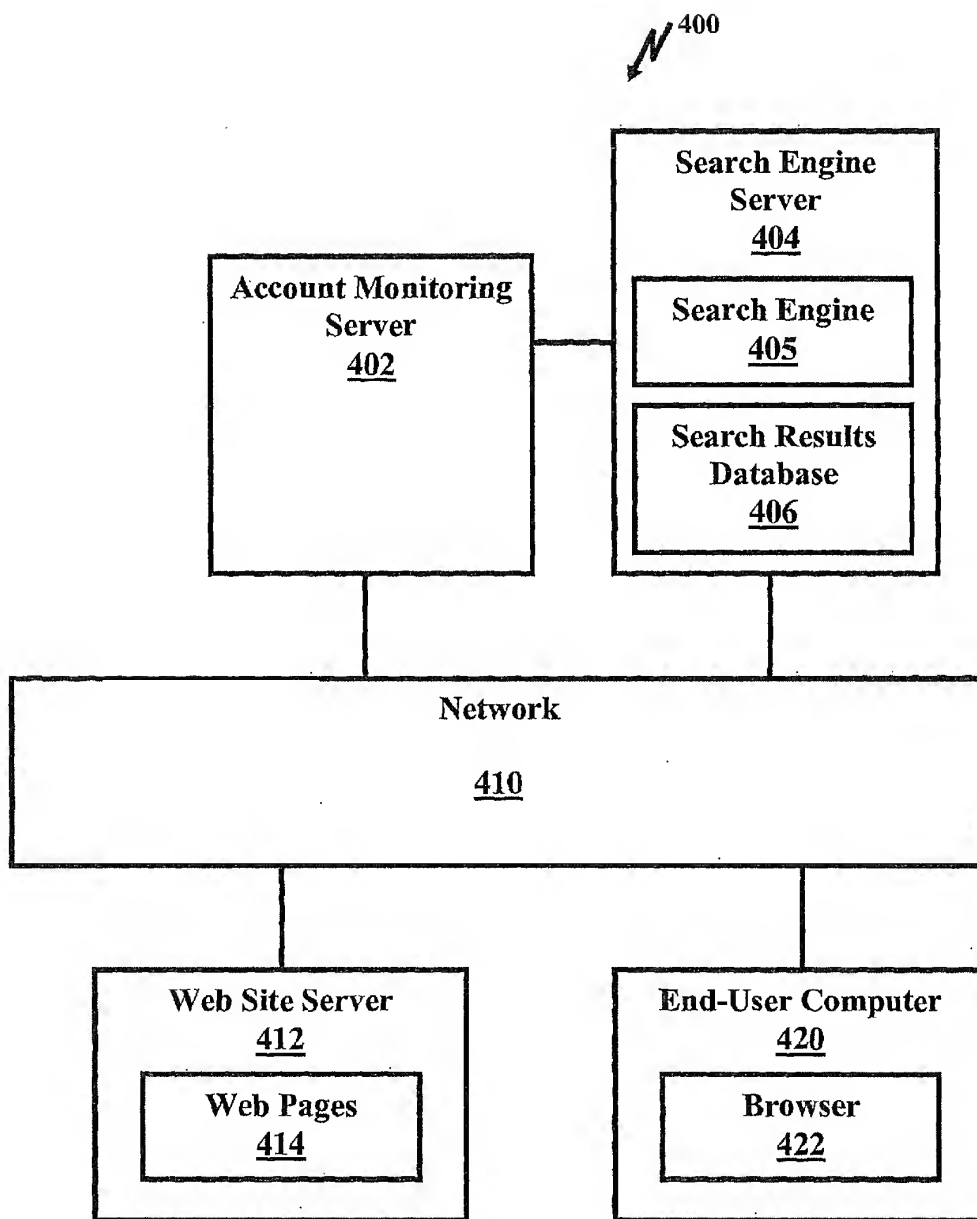 400
Search Engine
Server
404
Account Monitoring
Server
402
Search Engine
405
Search Results
Database
406
Network
410
Web Site Server
412
Web Pages
414
End-User Computer
420
Browser
422